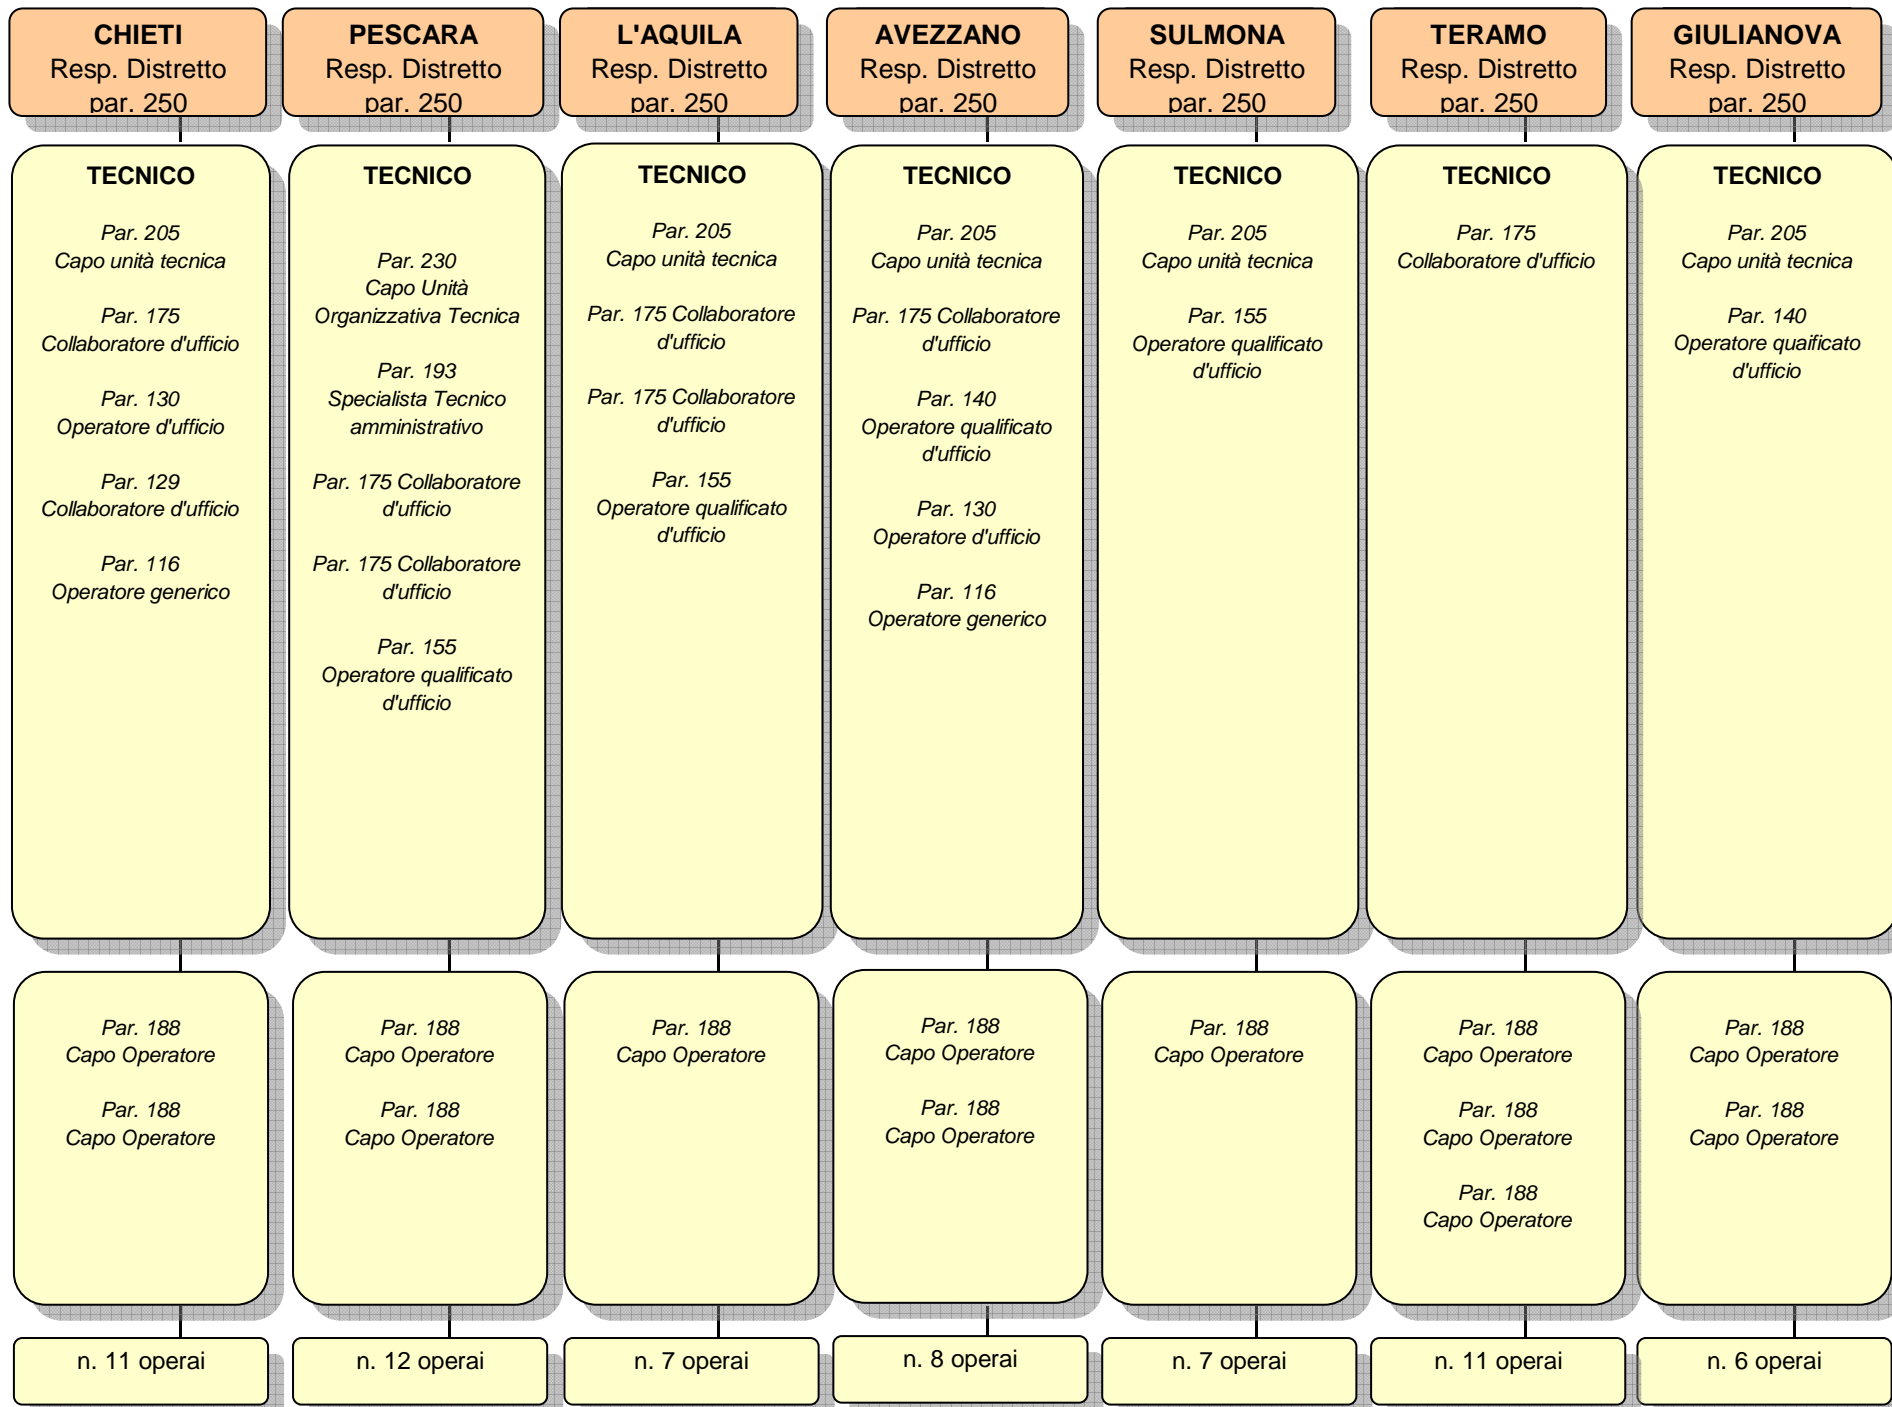 CHIETI
Resp. Distretto
par. 250
PESCARA
Resp. Distretto
par. 250
L'AQUILA
Resp. Distretto
par. 250
AVEZZANO
Resp. Distretto
par. 250
SULMONA
Resp. Distretto
par. 250
TERAMO
Resp. Distretto
par. 250
GIULIANOVA
Resp. Distretto
par. 250
TECNICO
Par. 205
Capo unità tecnica
Par. 175
Collaboratore d'ufficio
Par. 130
Operatore d'ufficio
Par. 129
Collaboratore d'ufficio
Par. 116
Operatore generico
TECNICO
Par. 230
Capo Unità
Organizzativa Tecnica
Par. 193
Specialista Tecnico
amministrativo
Par. 175 Collaboratore
d'ufficio
Par. 175 Collaboratore
d'ufficio
Par. 155
Operatore qualificato
d'ufficio
TECNICO
Par. 205
Capo unità tecnica
Par. 175 Collaboratore
d'ufficio
Par. 175 Collaboratore
d'ufficio
Par. 155
Operatore qualificato
d'ufficio
TECNICO
Par. 205
Capo unità tecnica
Par. 175 Collaboratore
d'ufficio
Par. 140
Operatore qualificato
d'ufficio
Par. 130
Operatore d'ufficio
Par. 116
Operatore generico
TECNICO
Par. 205
Capo unità tecnica
Par. 155
Operatore qualificato
d'ufficio
TECNICO
Par. 175
Collaboratore d'ufficio
TECNICO
Par. 205
Capo unità tecnica
Par. 140
Operatore quaificato
d'ufficio
Par. 188
Capo Operatore
Par. 188
Capo Operatore
Par. 188
Capo Operatore
Par. 188
Capo Operatore
Par. 188
Capo Operatore
Par. 188
Capo Operatore
Par. 188
Capo Operatore
Par. 188
Capo Operatore
Par. 188
Capo Operatore
Par. 188
Capo Operatore
Par. 188
Capo Operatore
Par. 188
Capo Operatore
Par. 188
Capo Operatore
n. 11 operai
n. 12 operai
n. 7 operai
n. 8 operai
n. 7 operai
n. 11 operai
n. 6 operai